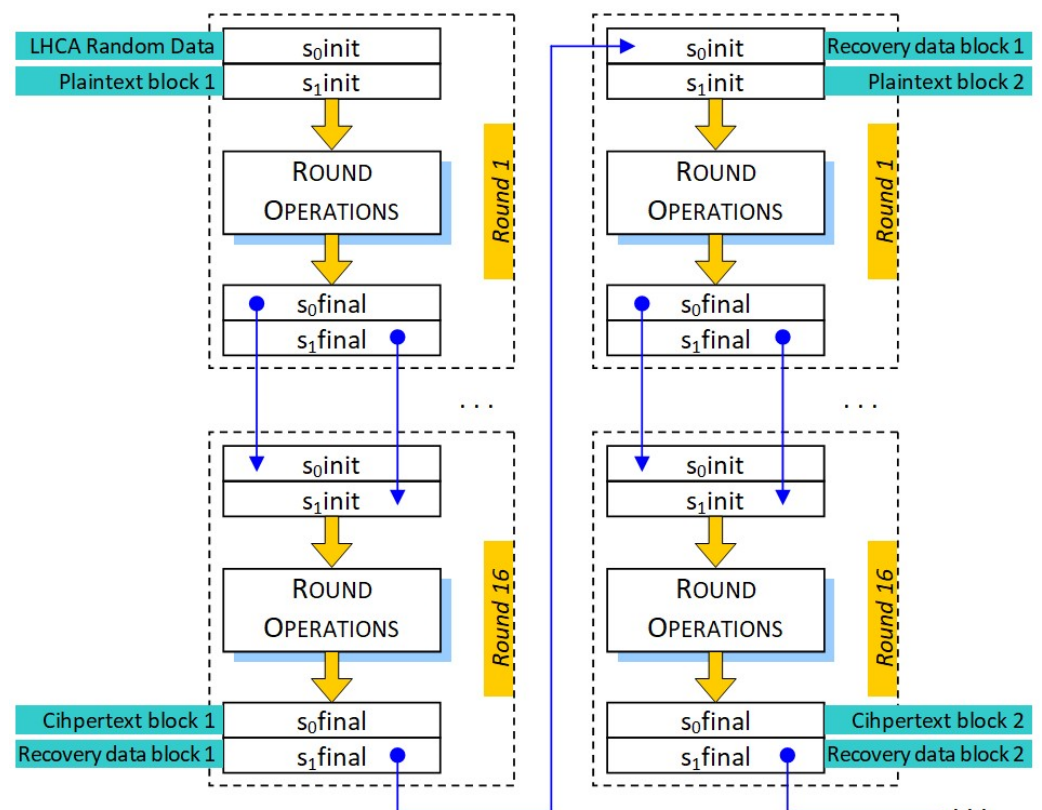 LHCA Random Data
s₀init
Plaintext block 1
s₁init
ROUND
OPERATIONS
Round 1
s₀final
s₁final
. . .
s₀init
s₁init
ROUND
OPERATIONS
Round 16
Cihpertext block 1
s₀final
Recovery data block 1
s₁final
s₀init
Recovery data block 1
s₁init
Plaintext block 2
ROUND
OPERATIONS
Round 1
s₀final
s₁final
. . .
s₀init
s₁init
ROUND
OPERATIONS
Round 16
s₀final
Cihpertext block 2
s₁final
Recovery data block 2
. . .